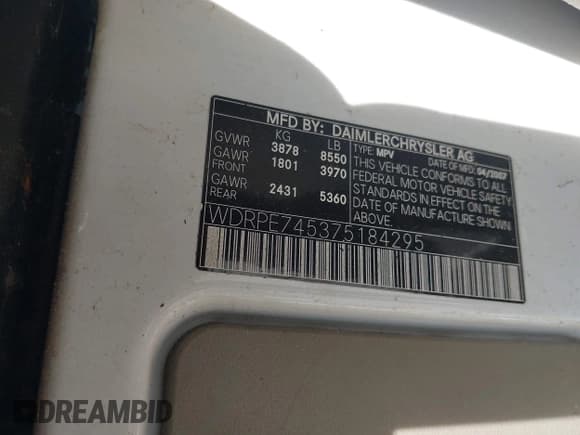 MFD BY: DAIMLERCHRYSLER AG
KG LB TYPE: MPV DATE OF MFD: 04/2007
GVWR 3878 8550 THIS VEHICLE CONFORMS TO ALL
GAWR FRONT 1801 3970 FEDERAL MOTOR VEHICLE SAFETY
STANDARDS IN EFFECT ON THE
GAWR REAR 2431 5360 DATE OF MANUFACTURE SHOWN
ABOVE.
WDRPE745375184295
DREAMBID